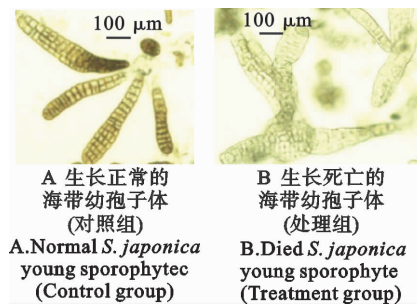 100 μm
100 μm
A 生长正常的
海带幼孢子体
(对照组)
A.Normal S. japonica
young sporophytec
(Control group)
B 生长死亡的
海带幼孢子体
(处理组)
B.Died S. japonica
young sporophyte
(Treatment group)